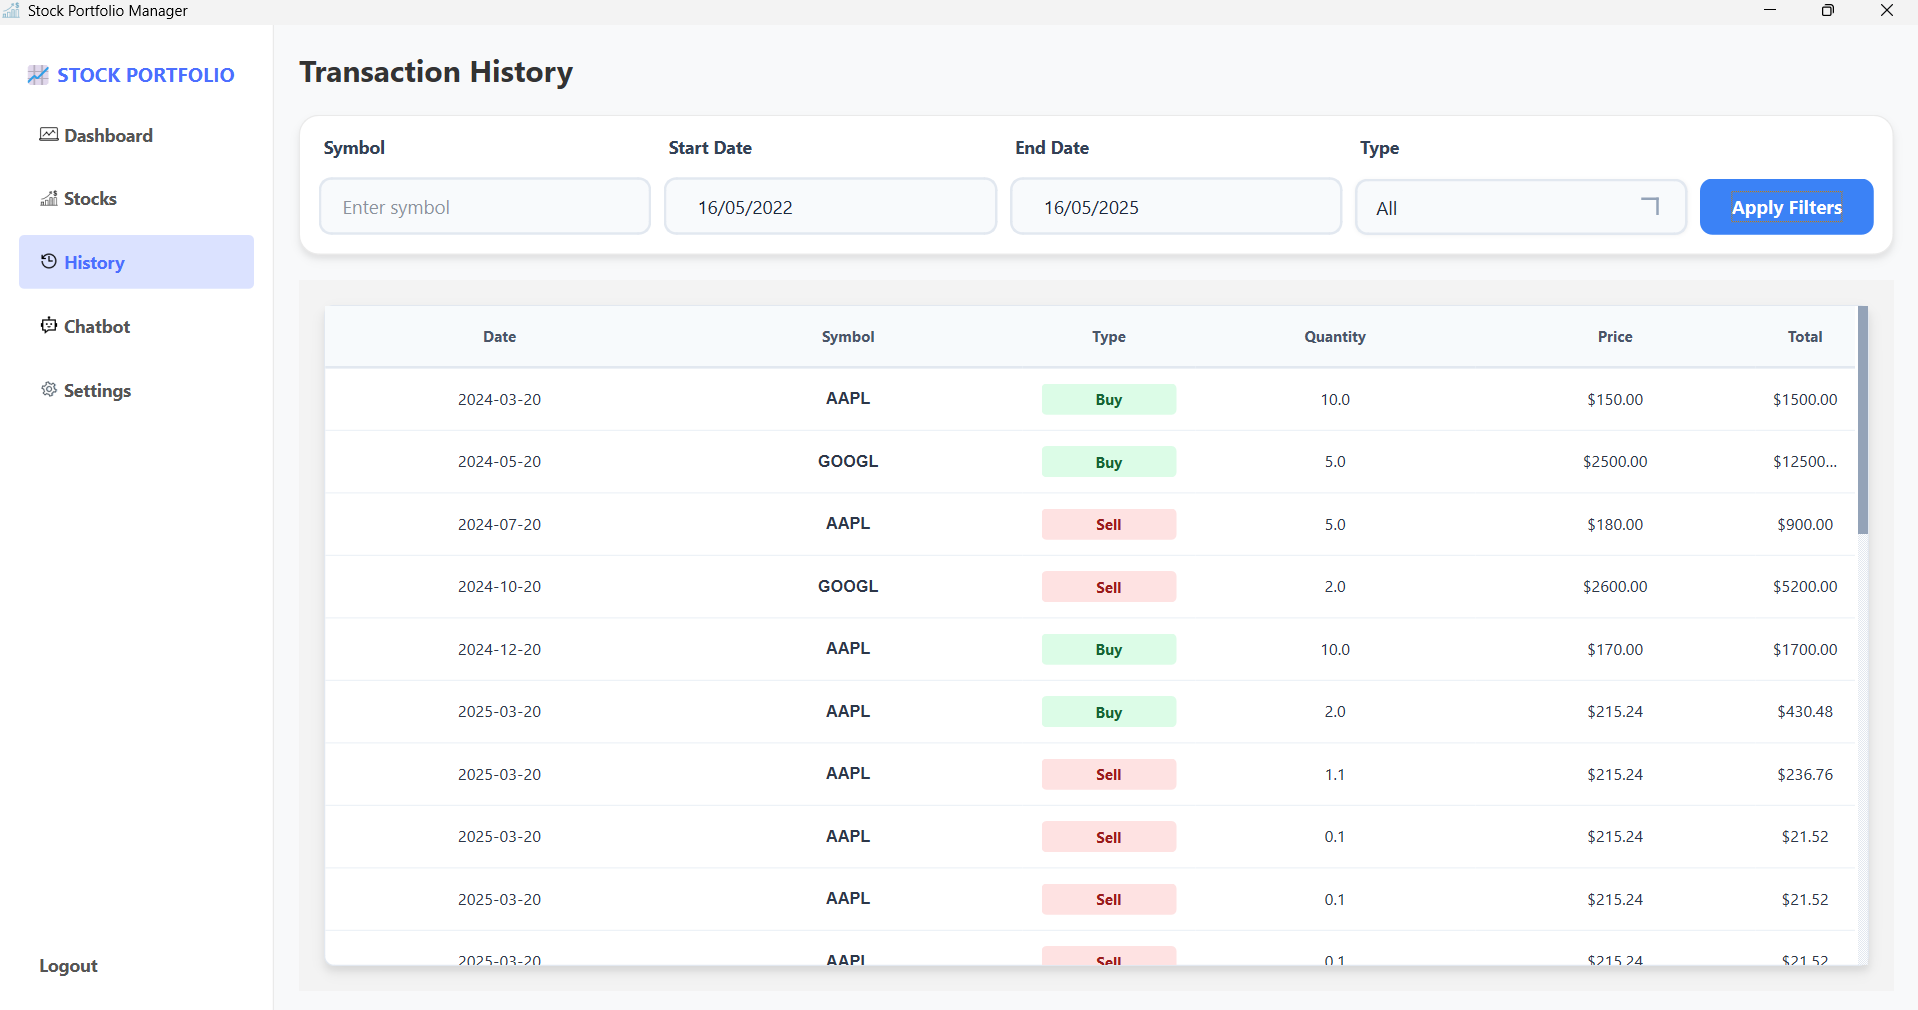 Stock Portfolio Manager
STOCK PORTFOLIO
Dashboard
Stocks
History
Chatbot
Settings
Logout
Transaction History
Symbol Start Date End Date Type
Enter symbol 16/05/2022 16/05/2025 All Apply Filters
Date Symbol Type Quantity Price Total
2024-03-20 AAPL Buy 10.0 $150.00 $1500.00
2024-05-20 GOOGL Buy 5.0 $2500.00 $12500...
2024-07-20 AAPL Sell 5.0 $180.00 $900.00
2024-10-20 GOOGL Sell 2.0 $2600.00 $5200.00
2024-12-20 AAPL Buy 10.0 $170.00 $1700.00
2025-03-20 AAPL Buy 2.0 $215.24 $430.48
2025-03-20 AAPL Sell 1.1 $215.24 $236.76
2025-03-20 AAPL Sell 0.1 $215.24 $21.52
2025-03-20 AAPL Sell 0.1 $215.24 $21.52
2025-03-20 AAPL Sell 0.1 $215.24 $21.52